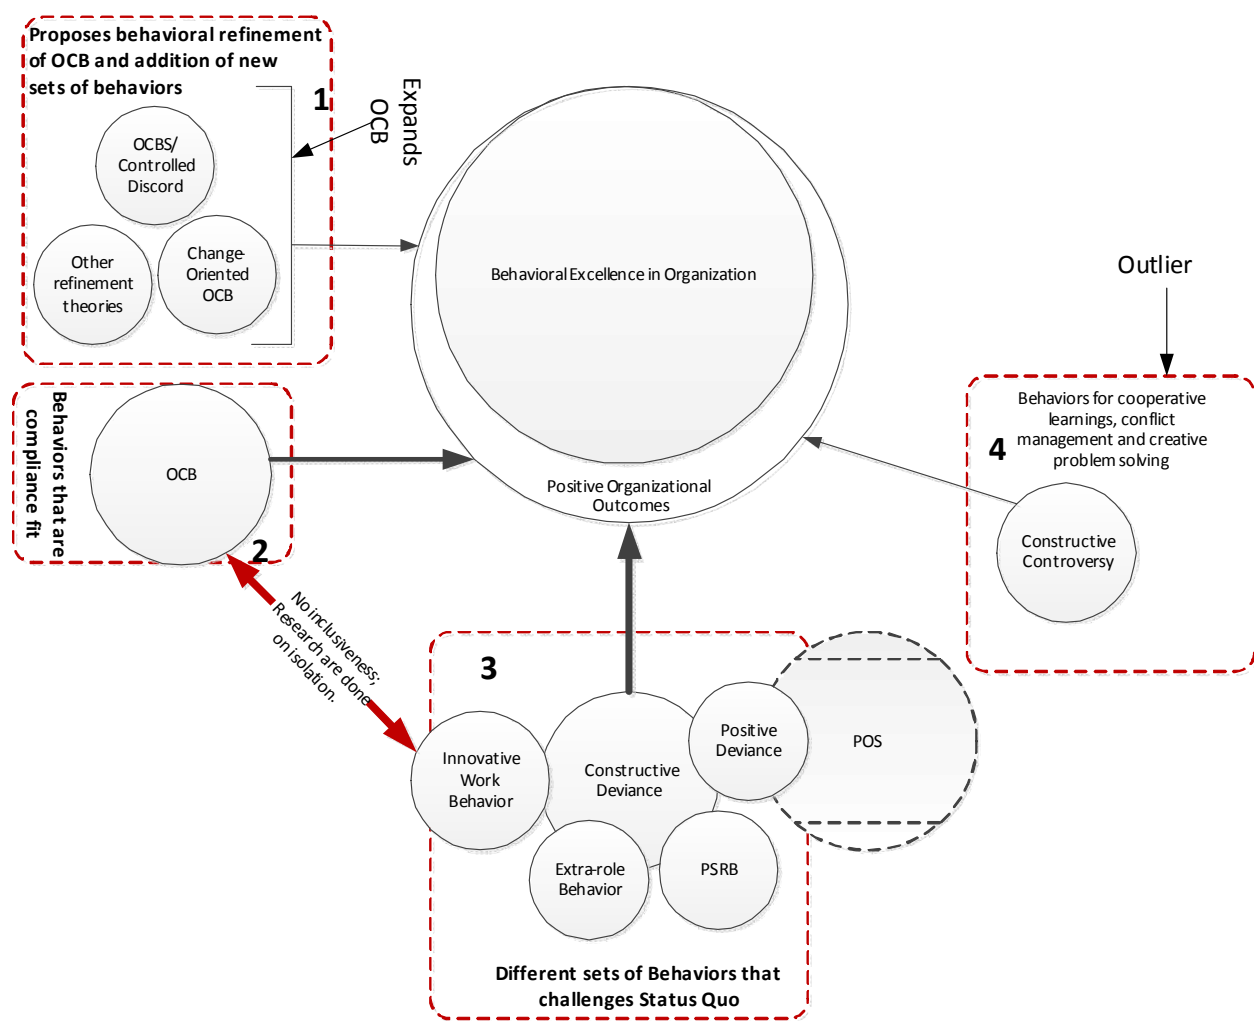 Proposes behavioral refinement
of OCB and addition of new
sets of behaviors
1
Expands
OCB
OCBS/
Controlled
Discord
Other
refinement
theories
Change-
Oriented
OCB
Behavioral Excellence in Organization
Positive Organizational
Outcomes
Outlier
Behaviors for cooperative
learnings, conflict
management and creative
problem solving
4
Constructive
Controversy
Behaviors that are
compliance fit
OCB
2
No inclusiveness;
Research are done
on isolation.
3
Innovative
Work
Behavior
Constructive
Deviance
Positive
Deviance
POS
Extra-role
Behavior
PSRB
Different sets of Behaviors that
challenges Status Quo